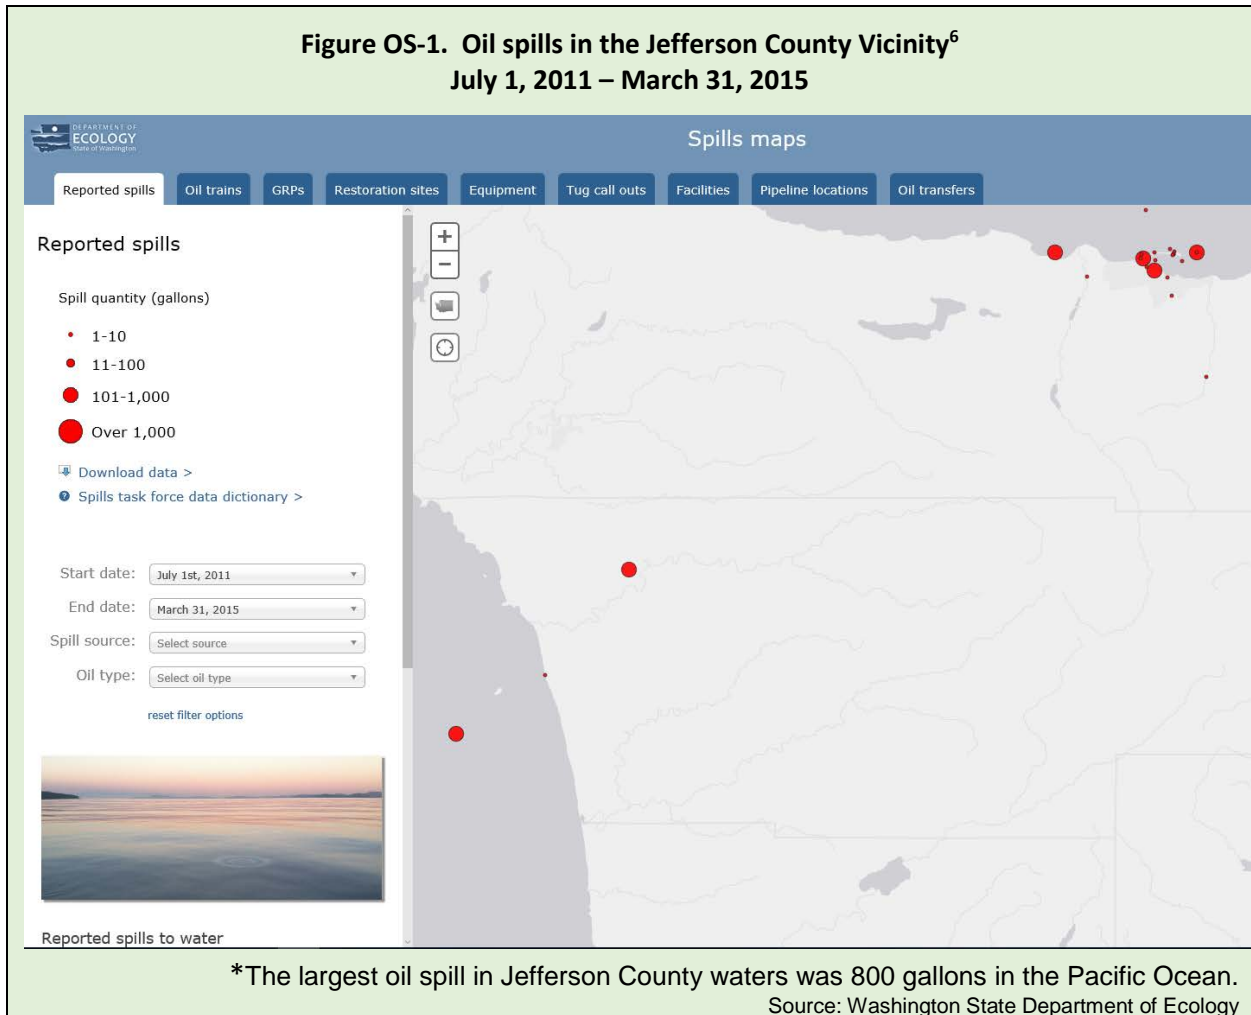 Figure OS-1.  Oil spills in the Jefferson County Vicinity⁶
July 1, 2011 – March 31, 2015
DEPARTMENT OF
ECOLOGY
State of Washington
Spills maps
Reported spills
Oil trains
GRPs
Restoration sites
Equipment
Tug call outs
Facilities
Pipeline locations
Oil transfers
Reported spills
Spill quantity (gallons)
1-10
11-100
101-1,000
Over 1,000
Download data >
Spills task force data dictionary >
Start date: July 1st, 2011
End date: March 31, 2015
Spill source: Select source
Oil type: Select oil type
reset filter options
Reported spills to water
+
−
*The largest oil spill in Jefferson County waters was 800 gallons in the Pacific Ocean.
Source: Washington State Department of Ecology